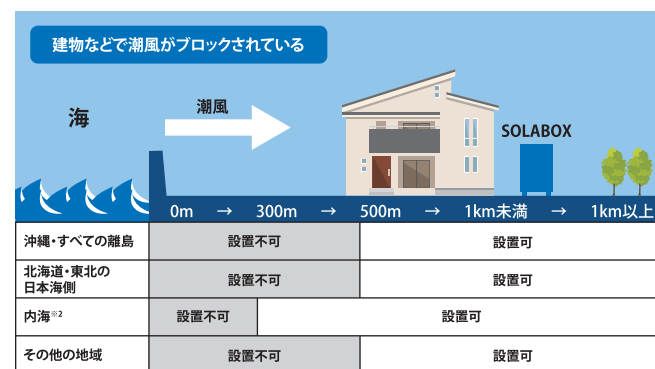 建物などで潮風がブロックされている
海
潮風
SOLABOX
0m → 300m → 500m → 1km未満 → 1km以上
沖縄・すべての離島 設置不可 設置可
北海道・東北の
日本海側 設置不可 設置可
内海※2 設置不可 設置可
その他の地域 設置不可 設置可